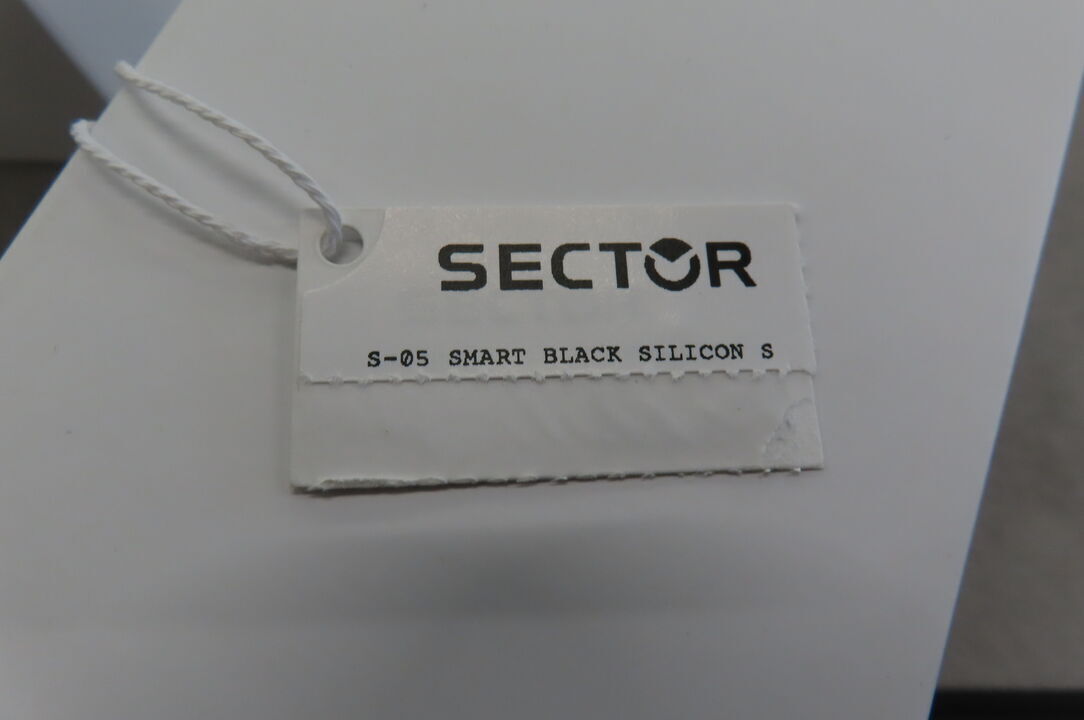 SECTOR
S-05 SMART BLACK SILICON S